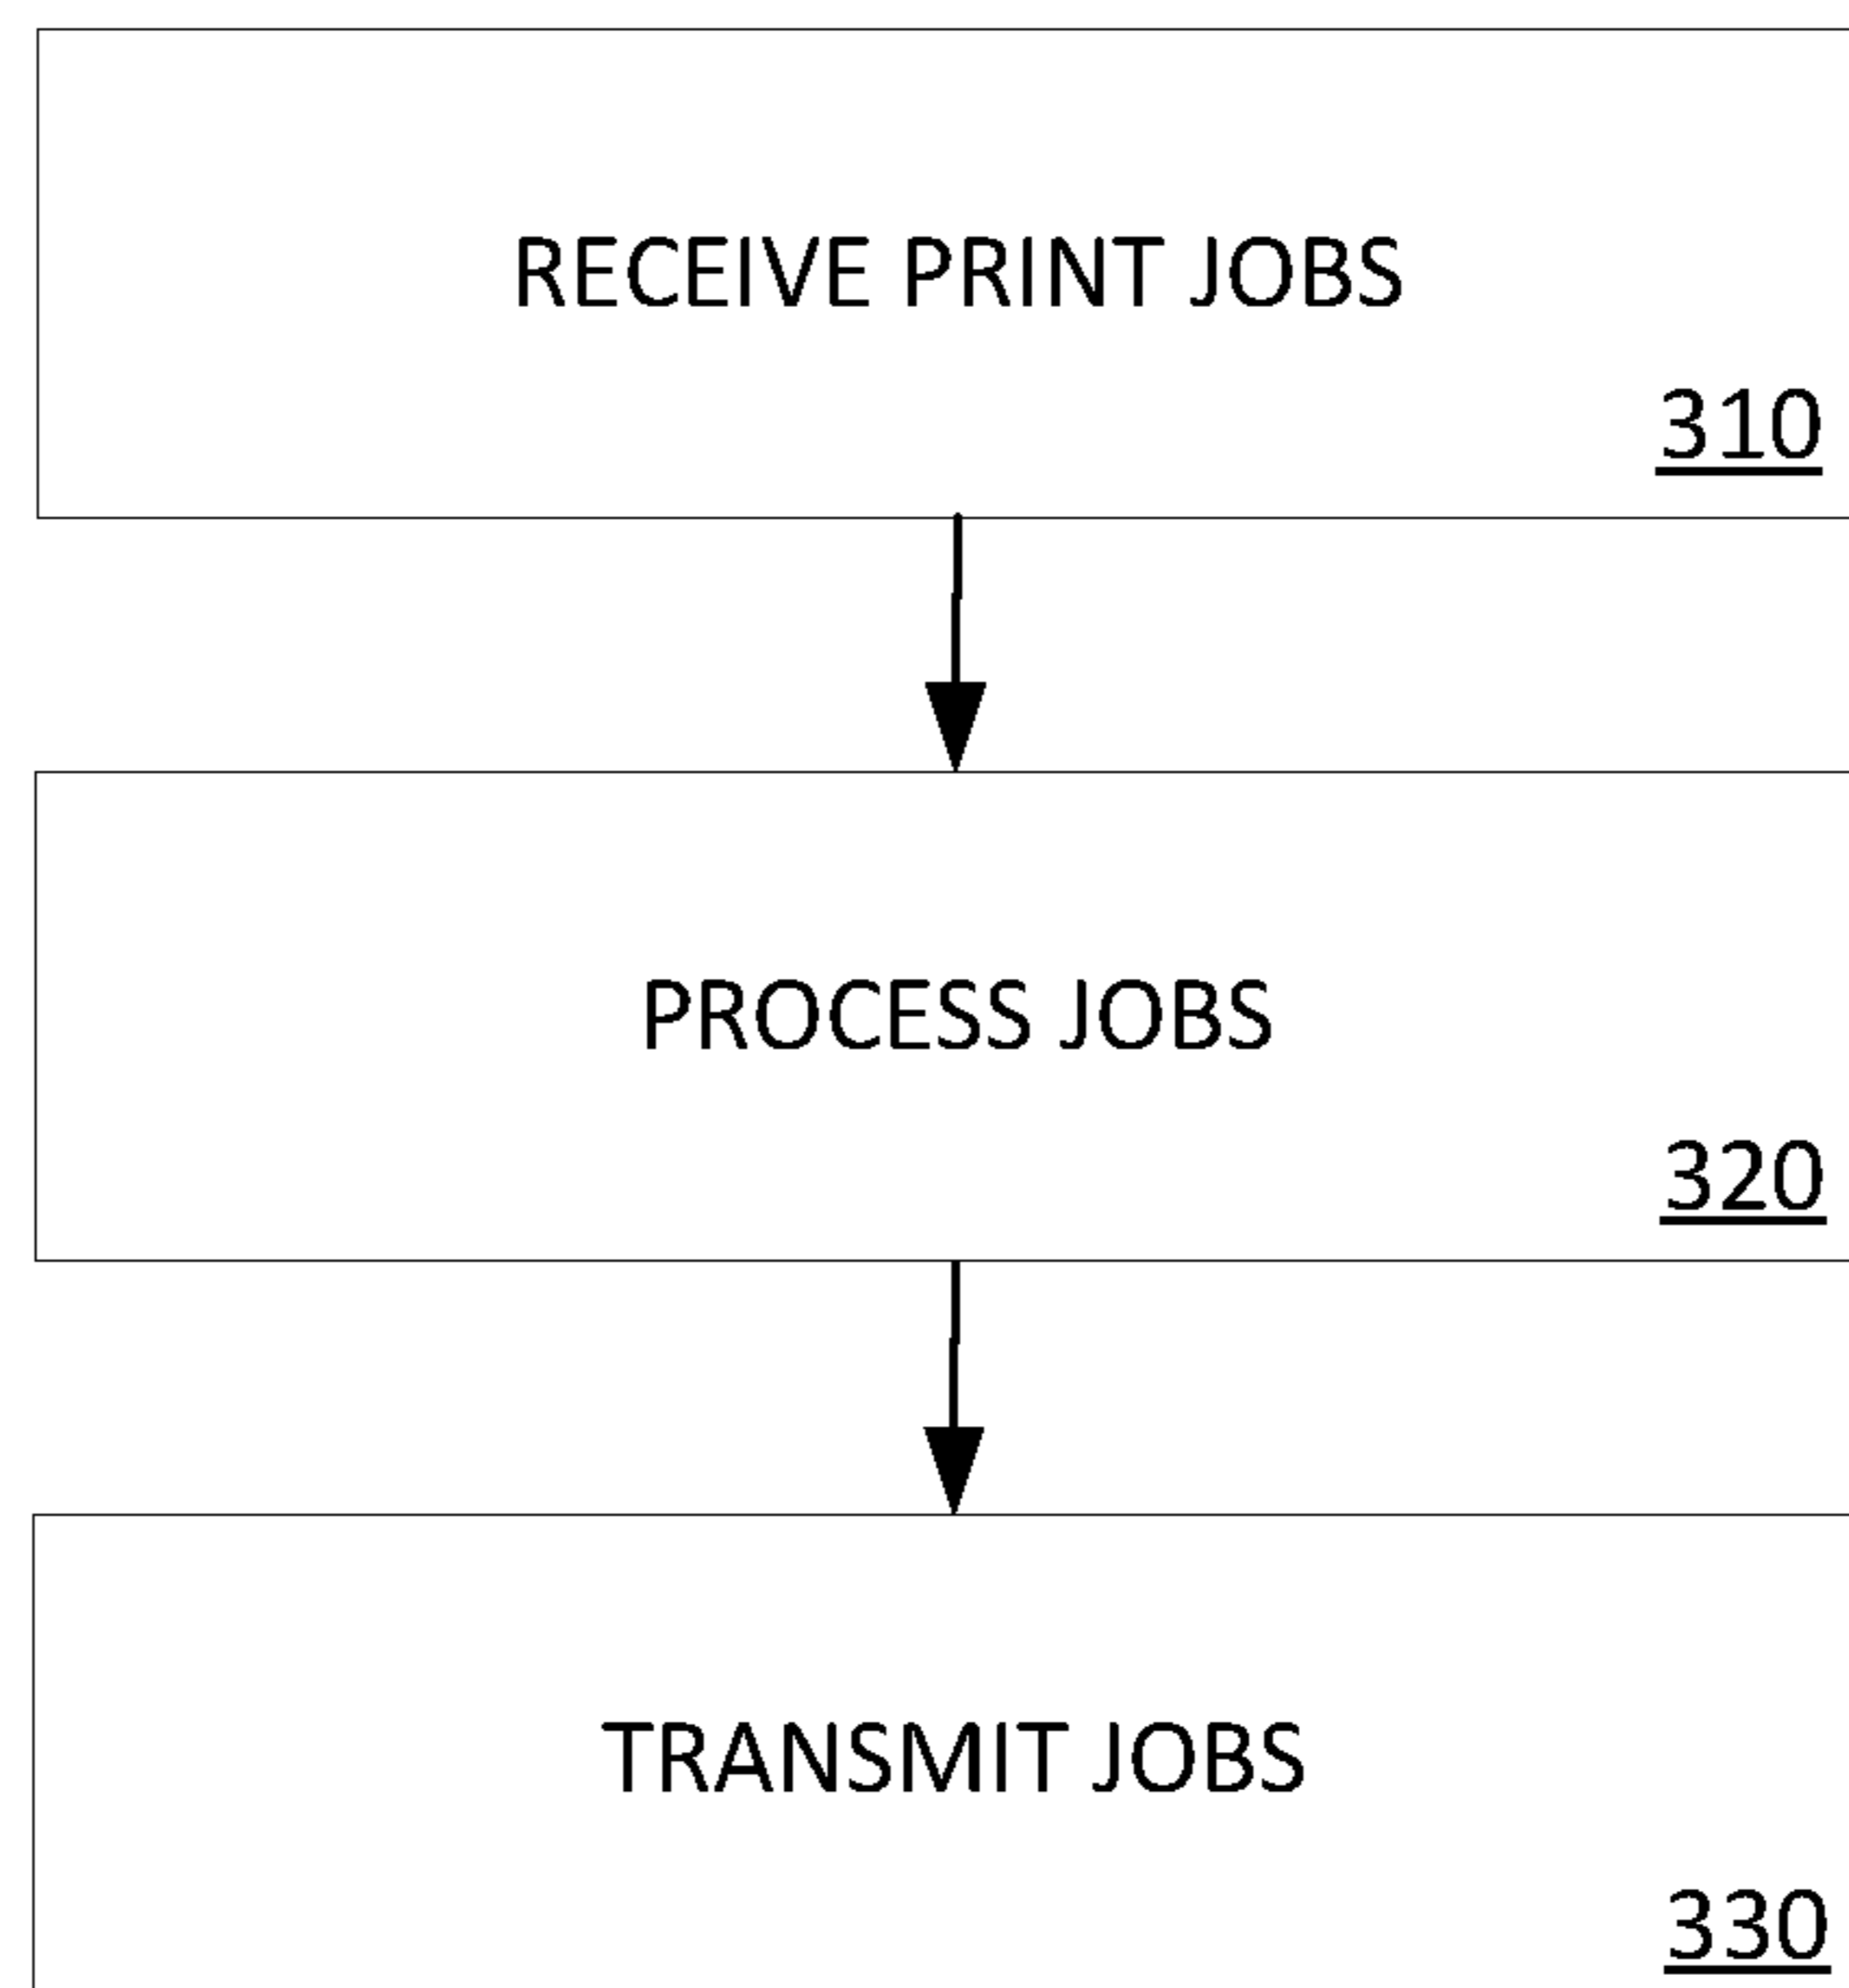 RECEIVE PRINT JOBS
310
PROCESS JOBS
320
TRANSMIT JOBS
330